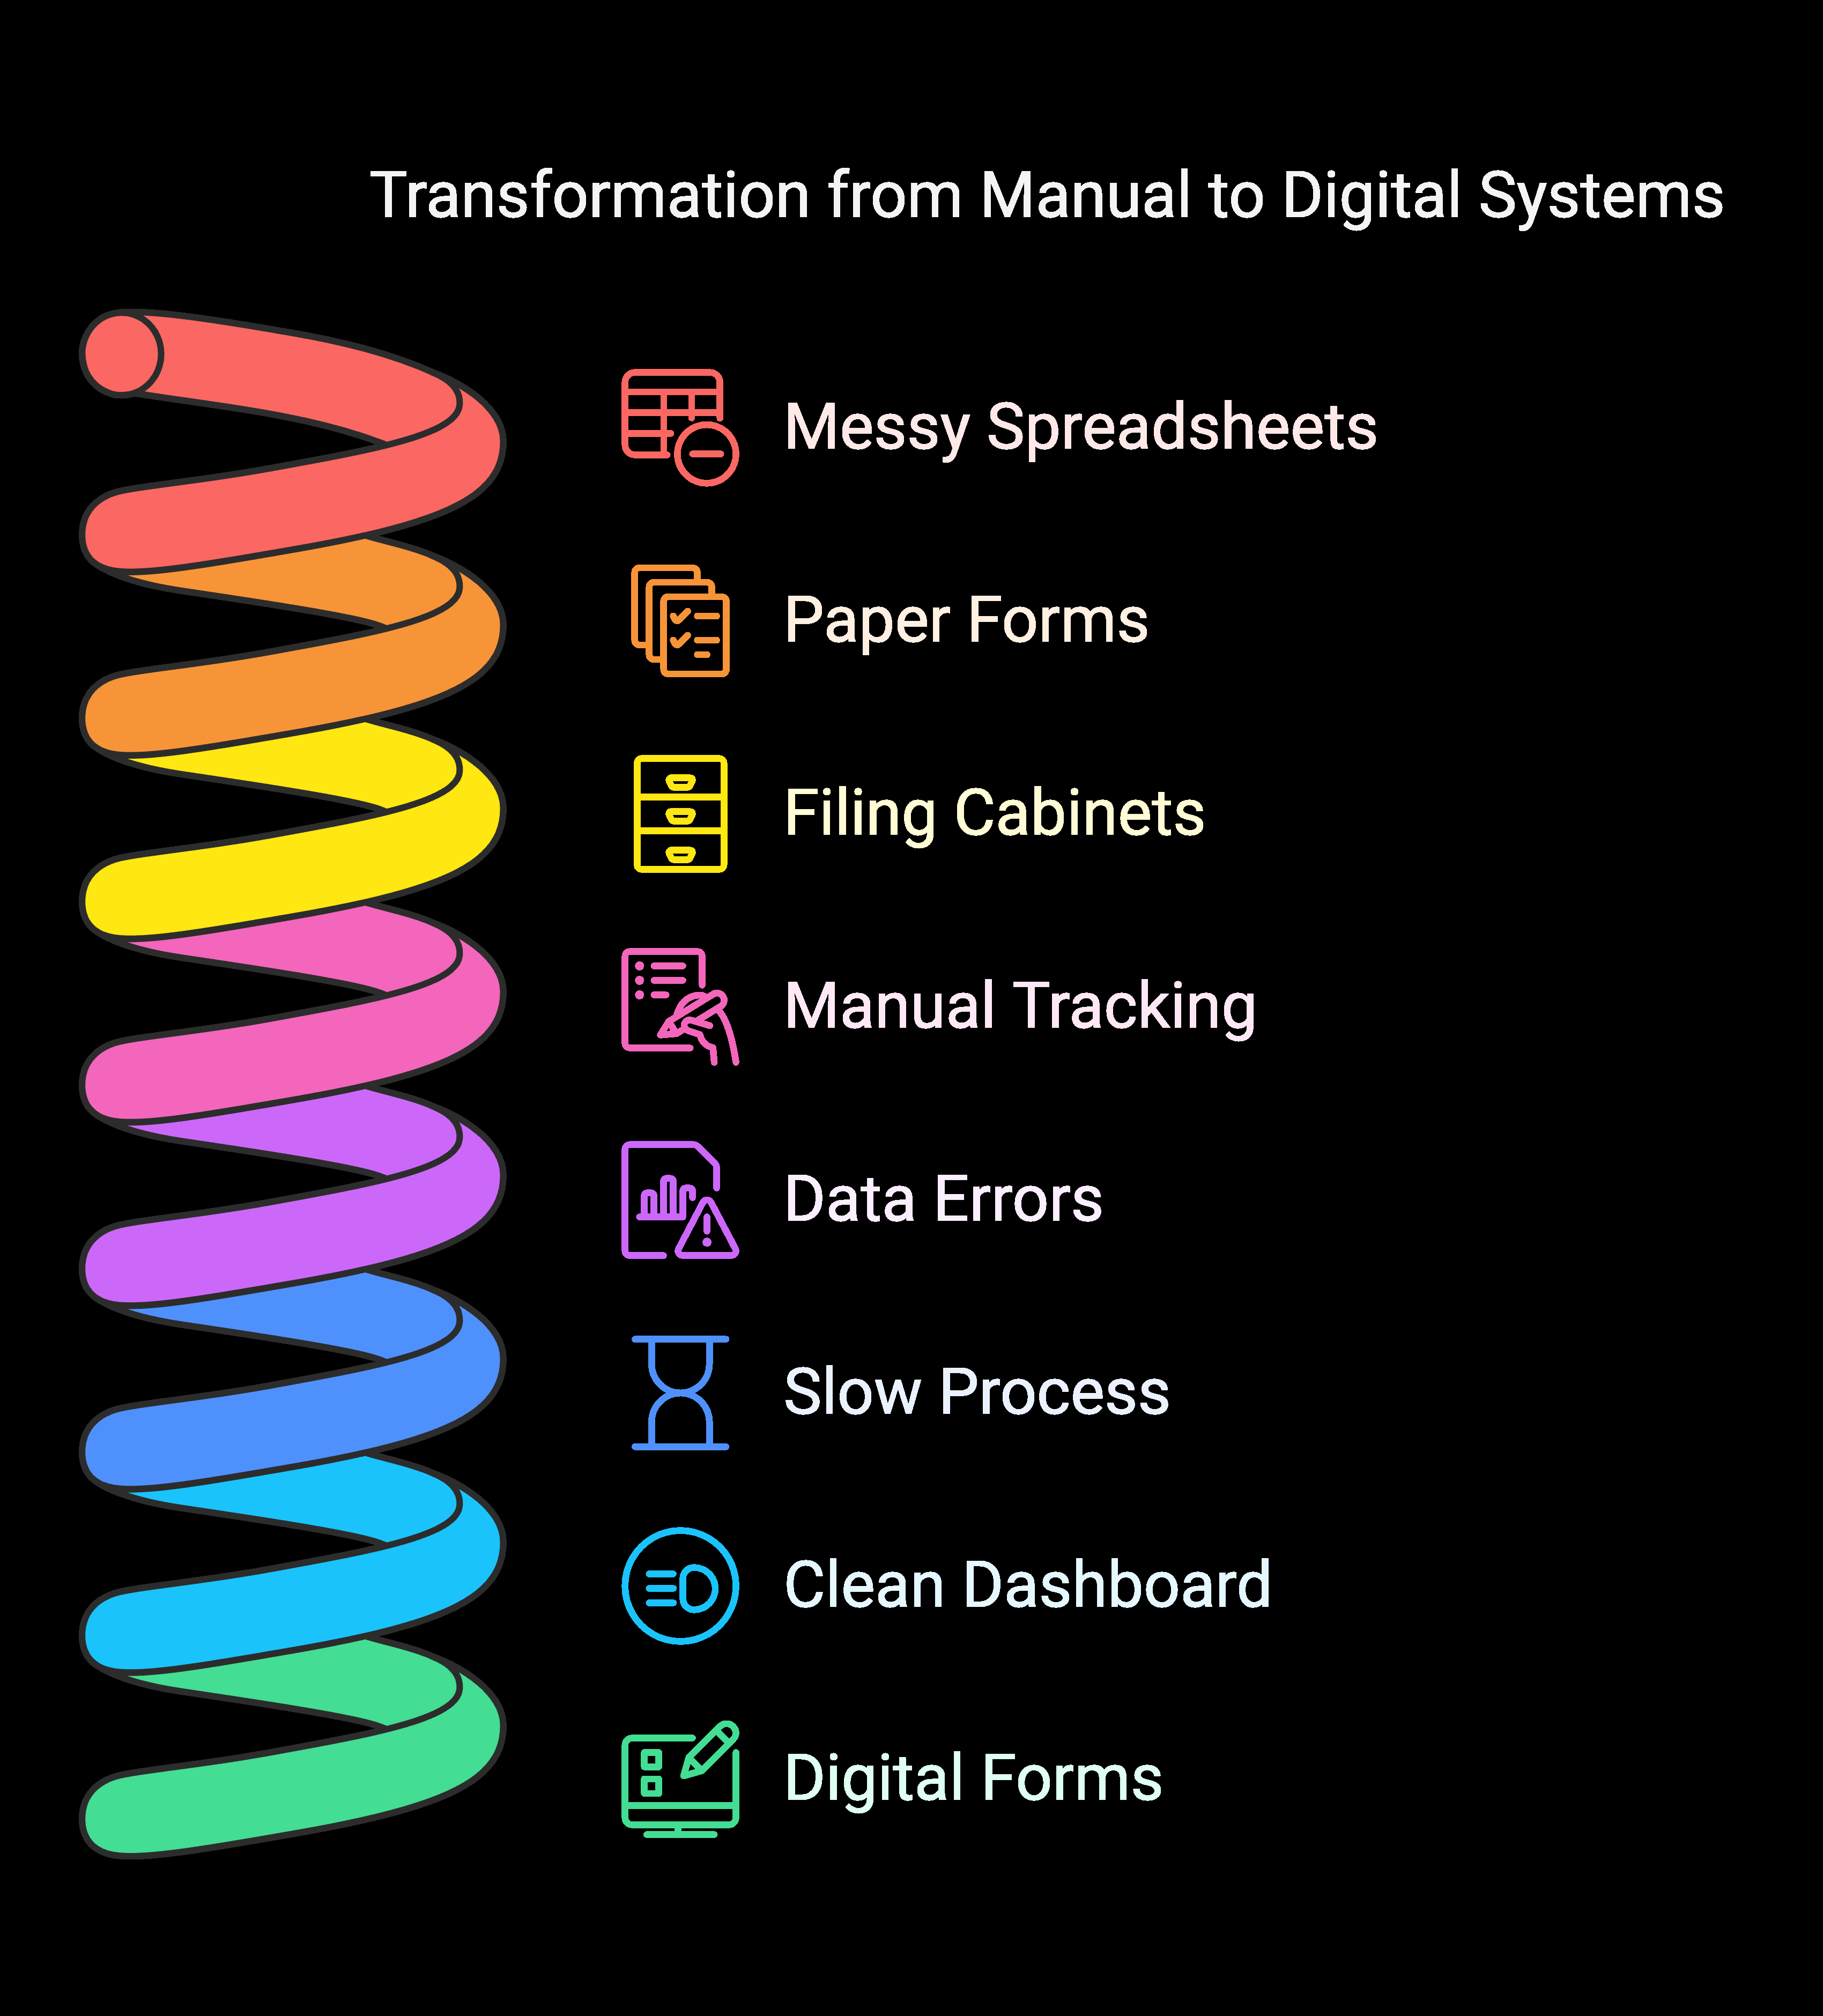 Transformation from Manual to Digital Systems
Messy Spreadsheets
Paper Forms
Filing Cabinets
Manual Tracking
Data Errors
Slow Process
Clean Dashboard
Digital Forms